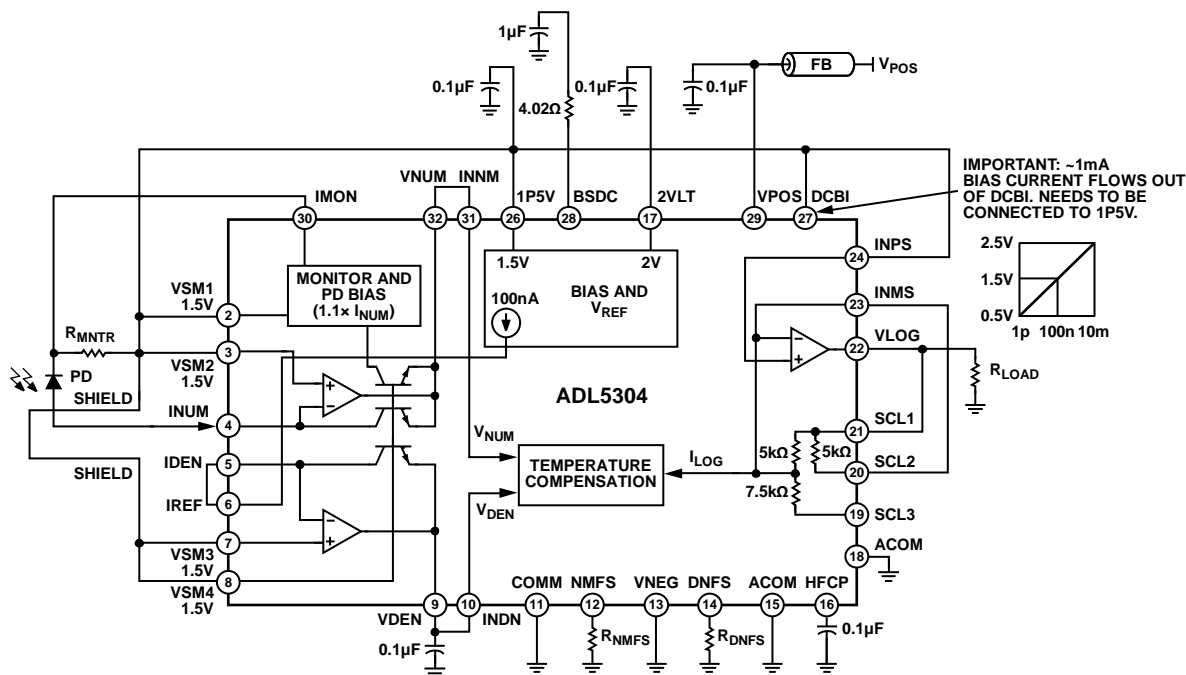 1µF
0.1µF
4.02Ω
0.1µF
0.1µF
FB
VPOS
IMPORTANT: ~1mA
BIAS CURRENT FLOWS OUT
OF DCBI. NEEDS TO BE
CONNECTED TO 1P5V.
IMON
VNUM
INNM
1P5V
BSDC
2VLT
VPOS
DCBI
30
32
31
26
28
17
29
27
INPS
24
2.5V
1.5V
0.5V
1p
100n
10m
MONITOR AND
PD BIAS
(1.1× INUM)
1.5V
2V
100nA
BIAS AND
VREF
VSM1
1.5V
2
RMNTR
3
VSM2
1.5V
PD
SHIELD
INUM
4
SHIELD
IDEN
5
IREF
6
7
VSM3
1.5V
8
VSM4
1.5V
+
−
−
+
ADL5304
VNUM
TEMPERATURE
COMPENSATION
VDEN
ILOG
−
+
INMS
23
VLOG
22
RLOAD
SCL1
21
5kΩ
5kΩ
SCL2
20
7.5kΩ
19
SCL3
ACOM
18
COMM
NMFS
VNEG
DNFS
ACOM
HFCP
9
10
11
12
13
14
15
16
VDEN
INDN
0.1µF
RNMFS
RDNFS
0.1µF